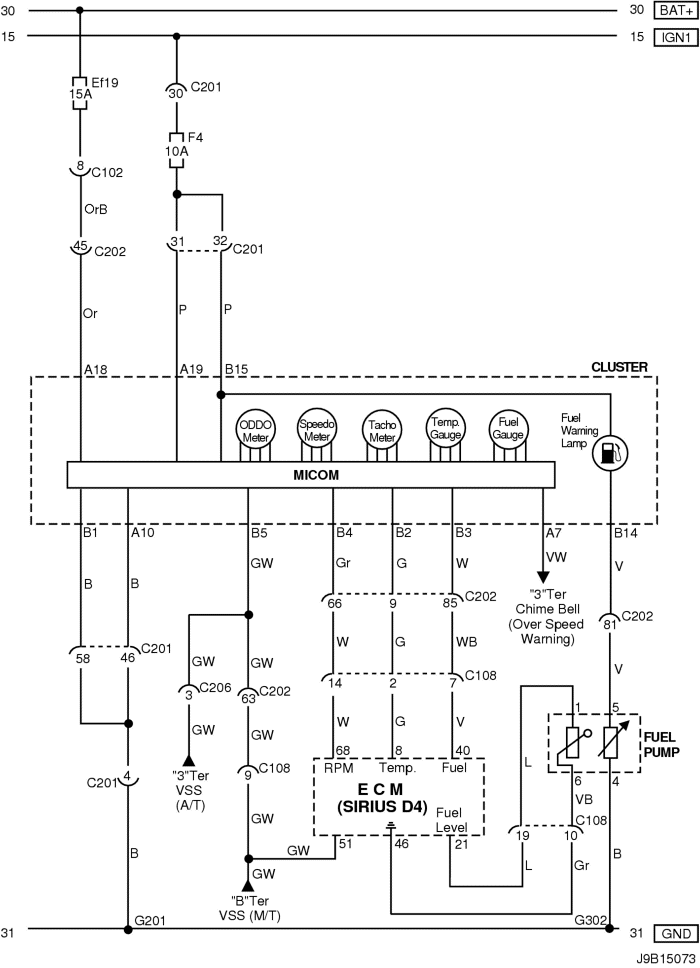 30 30 BAT+
15 15 IGN1
Ef19
15A
30 C201
F4
10A
8 C102
OrB
45 C202
31 32 C201
Or P P
A18 A19 B15 CLUSTER
ODDO
Meter
Speedo
Meter
Tacho
Meter
Temp.
Gauge
Fuel
Gauge
Fuel
Warning
Lamp
MICOM
B1 A10 B5 B4 B2 B3 A7 B14
GW Gr G W VW V
B B
"3"Ter
Chime Bell
(Over Speed
Warning)
66 9 85 C202
81 C202
58 46 C201
GW GW W G WB V
3 C206 63 C202
14 2 7 C108
GW GW W G V
"3"Ter
VSS
(A/T)
4 C201
9 C108
68 8 40
RPM Temp. Fuel
E C M
(SIRIUS D4)
Fuel
Level
1 5
FUEL
PUMP
6 4
L VB
C108
19 10
GW
GW 51 46 21
B L Gr B
GW
"B"Ter
VSS (M/T)
31 G201 G302 31 GND
J9B15073